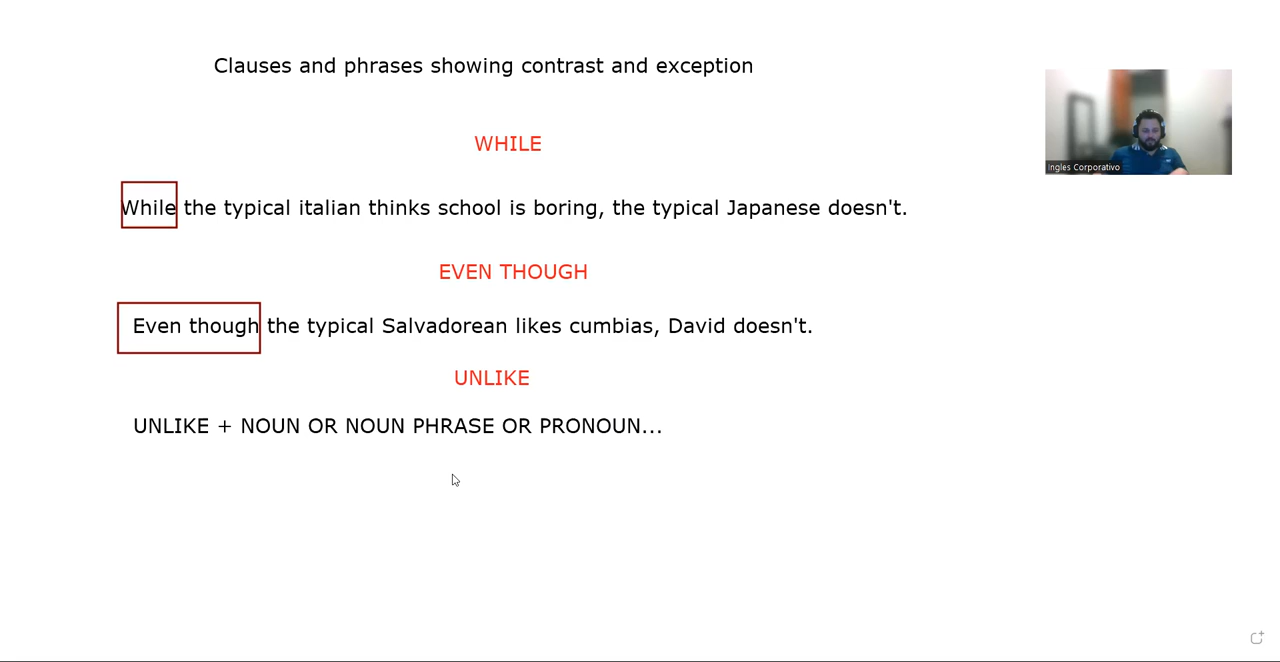 Clauses and phrases showing contrast and exception
WHILE
Ingles Corporativo
While the typical italian thinks school is boring, the typical Japanese doesn't.
EVEN THOUGH
Even though the typical Salvadorean likes cumbias, David doesn't.
UNLIKE
UNLIKE + NOUN OR NOUN PHRASE OR PRONOUN...